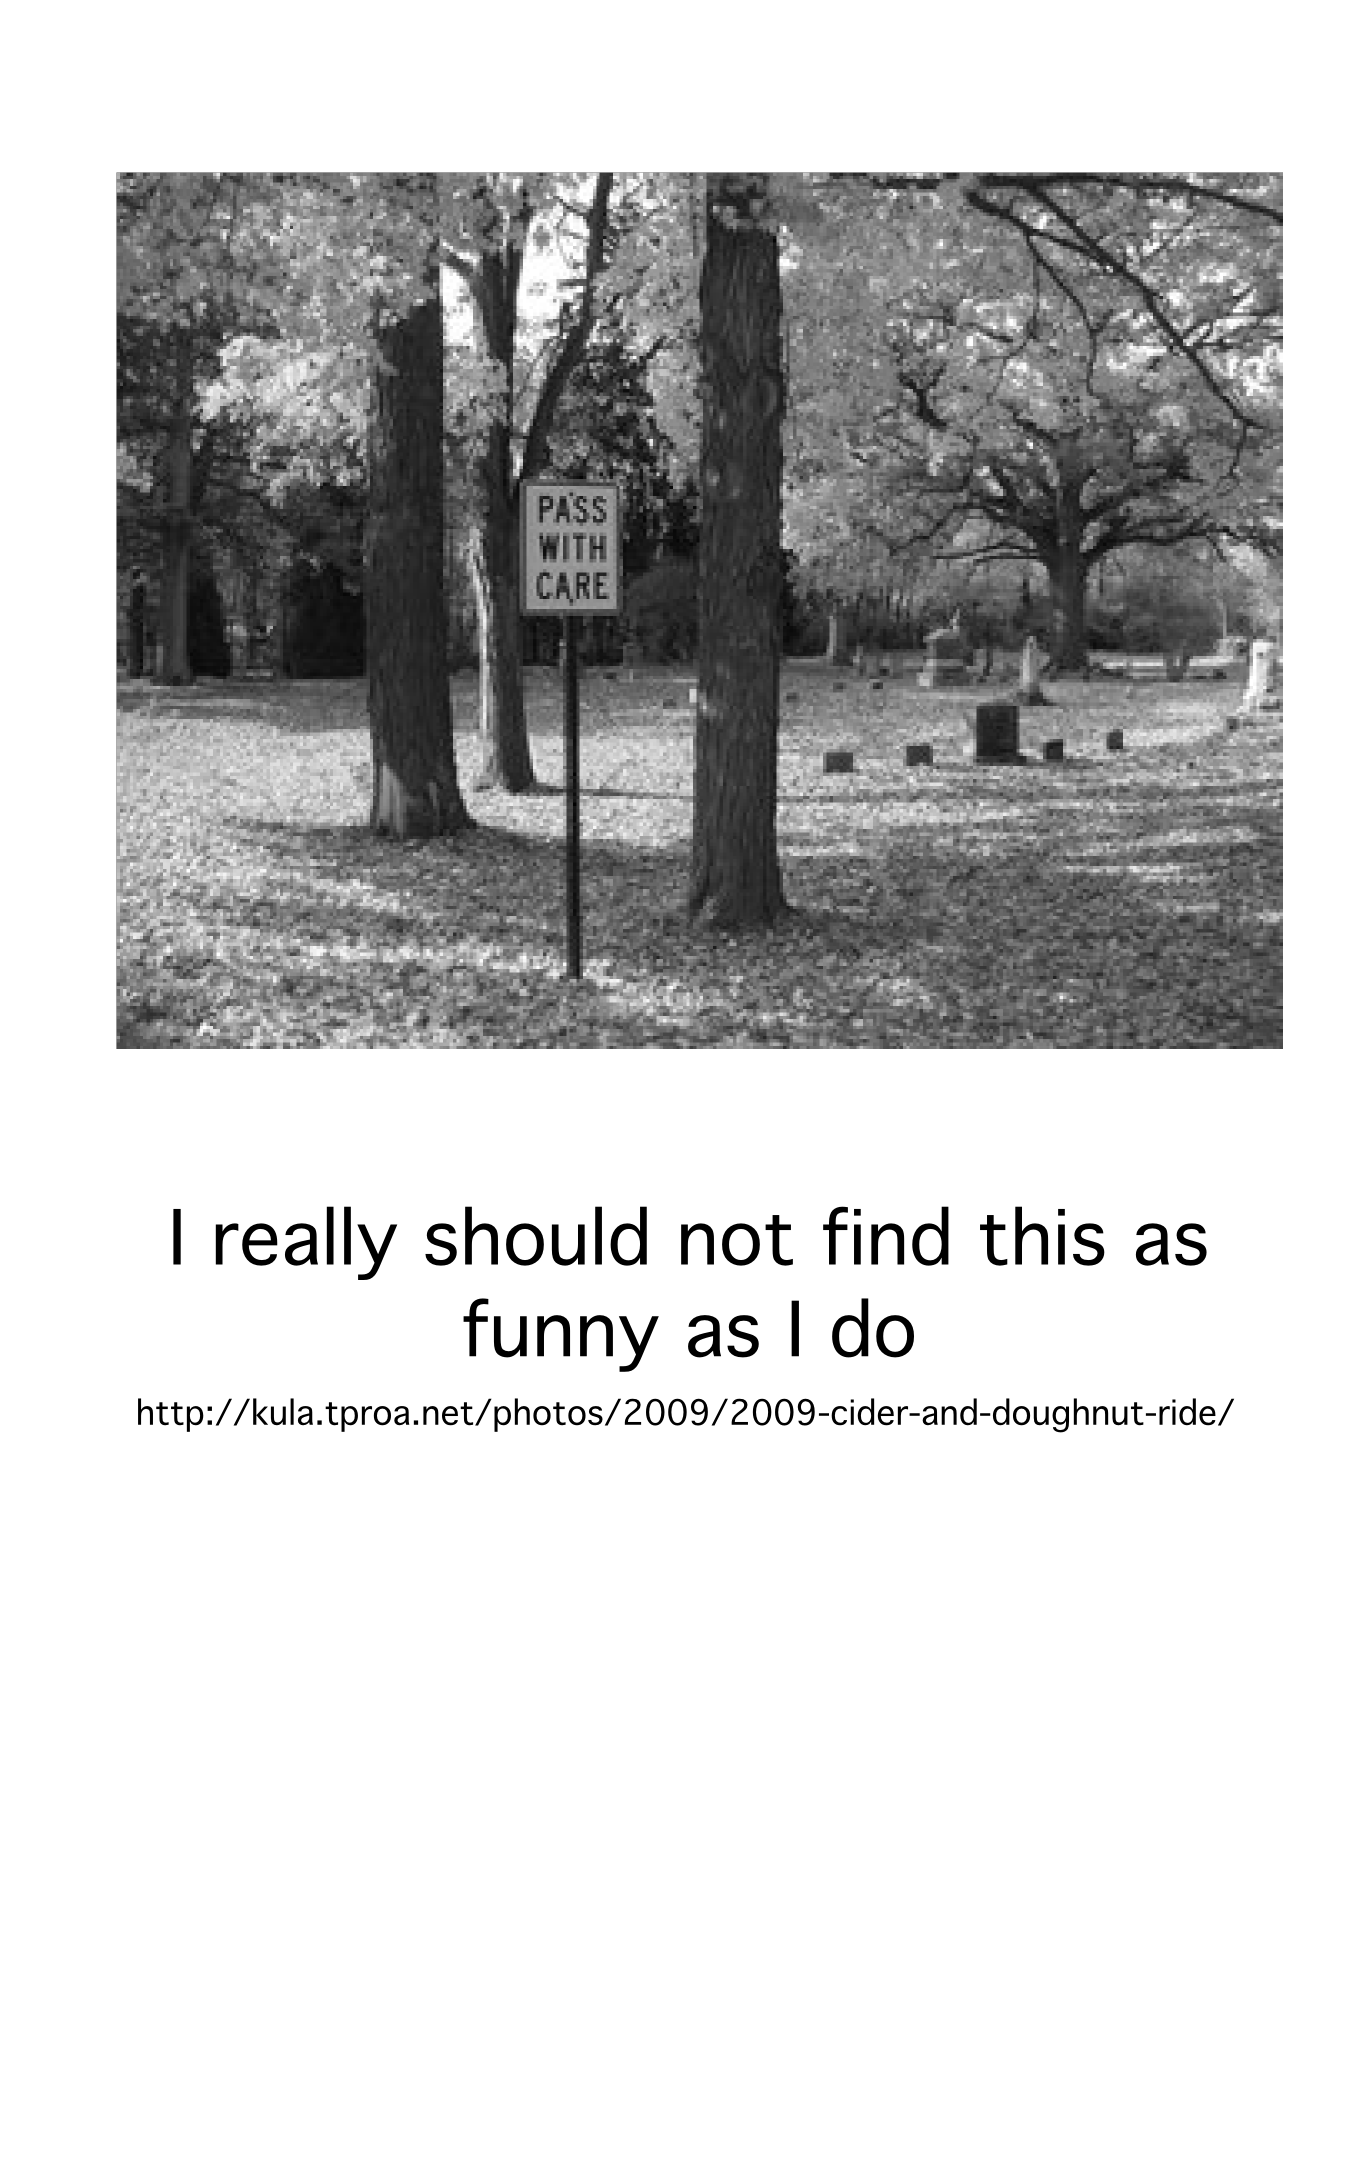 PASS
WITH
CARE
I really should not find this as
funny as I do
http://kula.tproa.net/photos/2009/2009-cider-and-doughnut-ride/